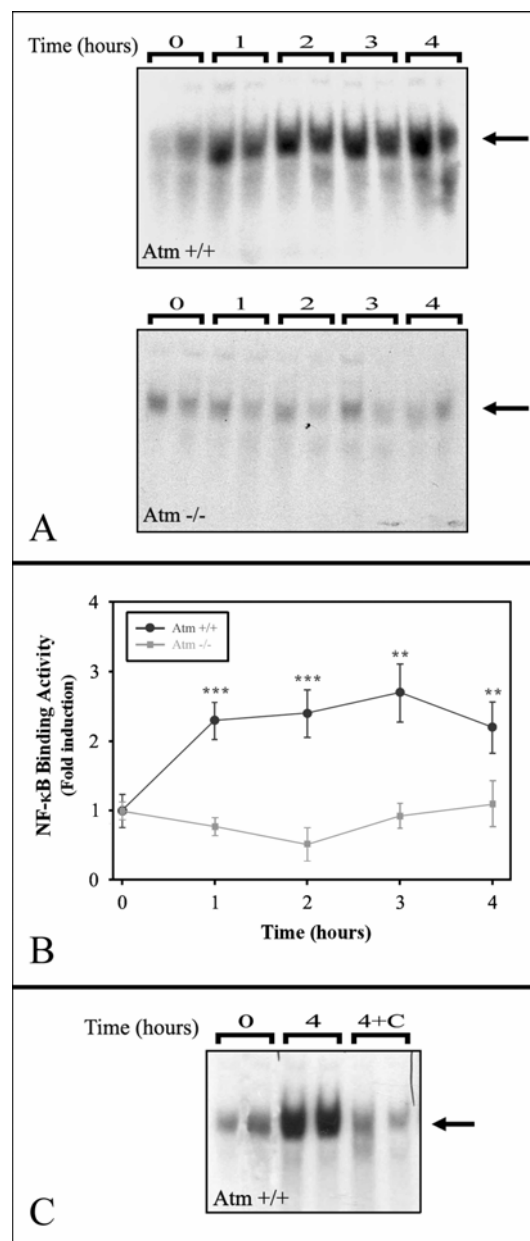 Time (hours) 0 1 2 3 4
Atm +/+
0 1 2 3 4
Atm -/-
A
4
3
2
1
0
NF-κB Binding Activity
(Fold induction)
Atm +/+
Atm -/-
*** *** ** **
0 1 2 3 4
Time (hours)
B
Time (hours) 0 4 4+C
Atm +/+
C